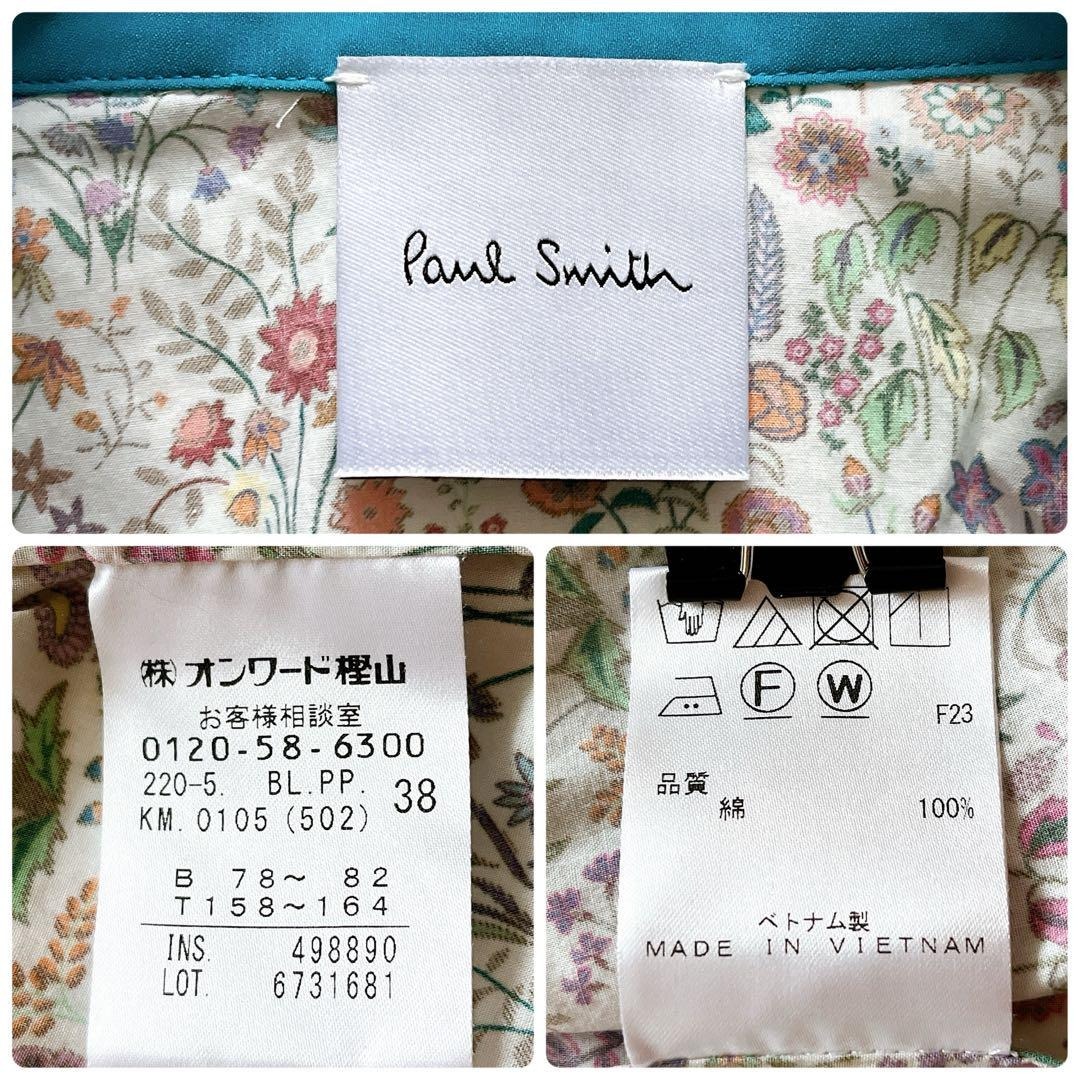 Paul Smith
㈱オンワード樫山
お客様相談室
0120-58-6300
220-5. BL.PP. 38
KM. 0105 (502)
B 78～ 82
T158～164
INS. 498890
LOT. 6731681
F W
F23
品質
綿 100%
ベトナム製
MADE IN VIETNAM